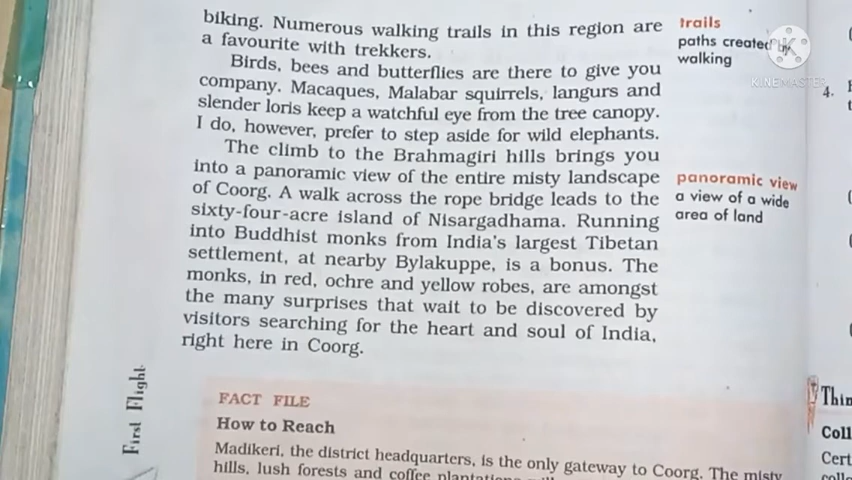 biking. Numerous walking trails in this region are
a favourite with trekkers.
Birds, bees and butterflies are there to give you
company. Macaques, Malabar squirrels, langurs and
slender loris keep a watchful eye from the tree canopy.
I do, however, prefer to step aside for wild elephants.
The climb to the Brahmagiri hills brings you
into a panoramic view of the entire misty landscape
of Coorg. A walk across the rope bridge leads to the
sixty-four-acre island of Nisargadhama. Running
into Buddhist monks from India's largest Tibetan
settlement, at nearby Bylakuppe, is a bonus. The
monks, in red, ochre and yellow robes, are amongst
the many surprises that wait to be discovered by
visitors searching for the heart and soul of India,
right here in Coorg.
trails
paths created by
walking
panoramic view
a view of a wide
area of land
KINEMASTER
First Flight
FACT FILE
How to Reach
Madikeri, the district headquarters, is the only gateway to Coorg. The misty
hills, lush forests and coffee
4.